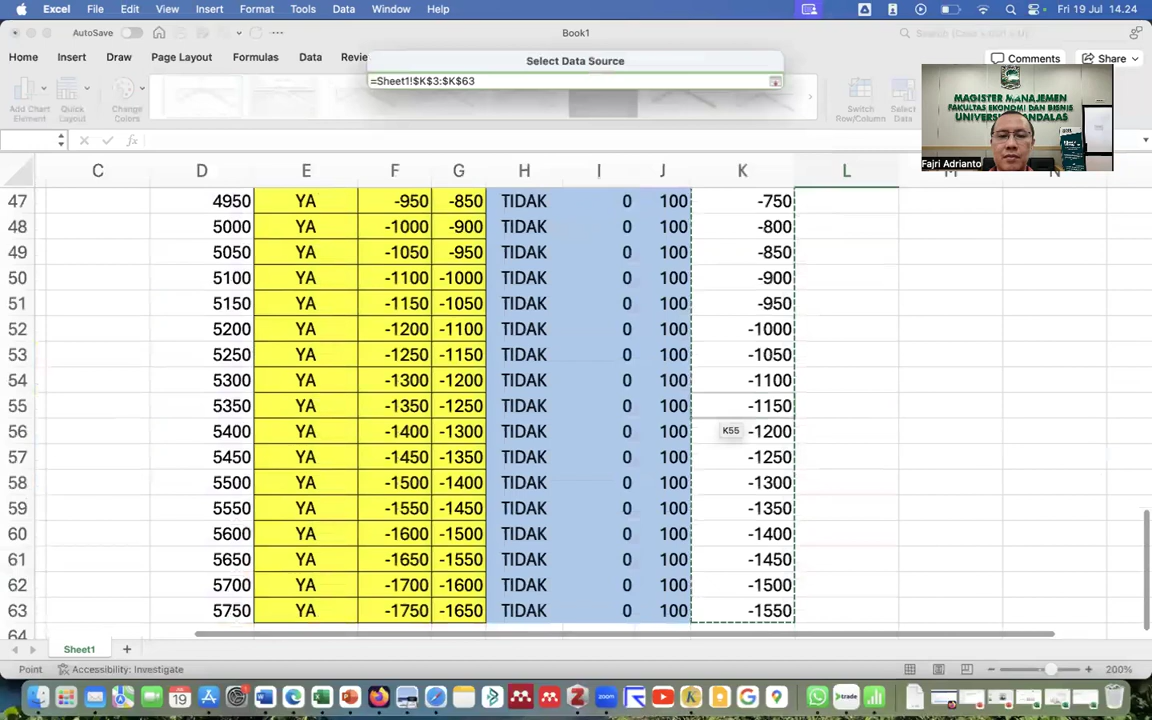 Excel File Edit View Insert Format Tools Data Window Help Fri 19 Jul 14.24
AutoSave Book1 Search (Cmd + Ctrl + U)
Home Insert Draw Page Layout Formulas Data Comments Share
Select Data Source
=Sheet1!$K$3:$K$63
Add Chart Element
Quick Layout
Change Colors
Switch Row/Column
Select Data
MAGISTER MANAJEMEN
FAKULTAS EKONOMI DAN BISNIS
Fajri Adrianto
C D E F G H I J K L
47 4950 YA -950 -850 TIDAK 0 100 -750
48 5000 YA -1000 -900 TIDAK 0 100 -800
49 5050 YA -1050 -950 TIDAK 0 100 -850
50 5100 YA -1100 -1000 TIDAK 0 100 -900
51 5150 YA -1150 -1050 TIDAK 0 100 -950
52 5200 YA -1200 -1100 TIDAK 0 100 -1000
53 5250 YA -1250 -1150 TIDAK 0 100 -1050
54 5300 YA -1300 -1200 TIDAK 0 100 -1100
55 5350 YA -1350 -1250 TIDAK 0 100 -1150
56 5400 YA -1400 -1300 TIDAK 0 100 K55 -1200
57 5450 YA -1450 -1350 TIDAK 0 100 -1250
58 5500 YA -1500 -1400 TIDAK 0 100 -1300
59 5550 YA -1550 -1450 TIDAK 0 100 -1350
60 5600 YA -1600 -1500 TIDAK 0 100 -1400
61 5650 YA -1650 -1550 TIDAK 0 100 -1450
62 5700 YA -1700 -1600 TIDAK 0 100 -1500
63 5750 YA -1750 -1650 TIDAK 0 100 -1550
64
Sheet1
Point Accessibility: Investigate 200%